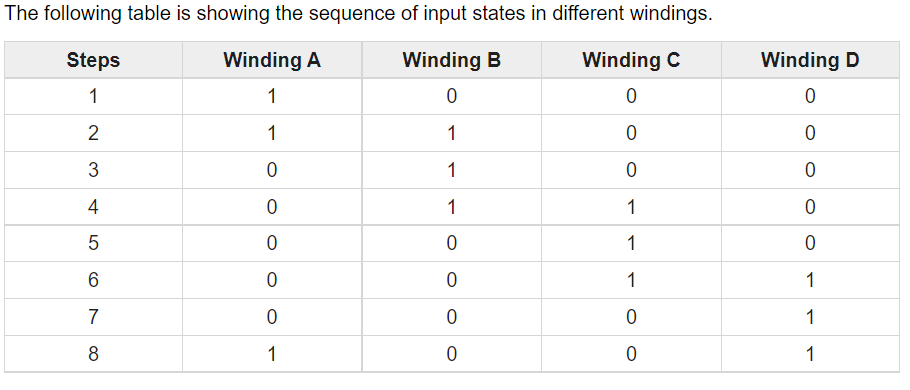 The following table is showing the sequence of input states in different windings.
Steps Winding A Winding B Winding C Winding D
1 1 0 0 0
2 1 1 0 0
3 0 1 0 0
4 0 1 1 0
5 0 0 1 0
6 0 0 1 1
7 0 0 0 1
8 1 0 0 1